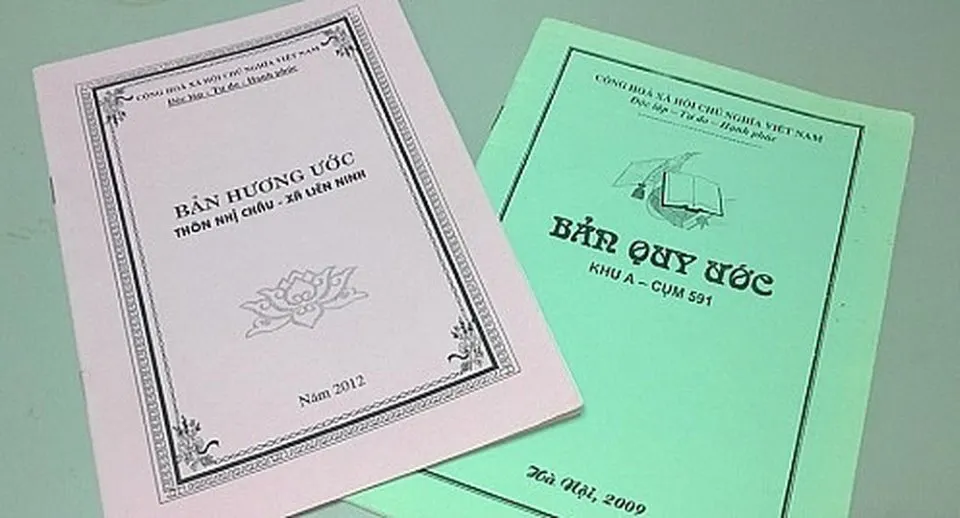 CỘNG HOÀ XÃ HỘI CHỦ NGHĨA VIỆT NAM
Độc lập - Tự do - Hạnh phúc
BẢN HƯƠNG ƯỚC
THÔN NHỊ CHÂU - XÃ LIÊN NINH
Năm 2012
CỘNG HOÀ XÃ HỘI CHỦ NGHĨA VIỆT NAM
Độc lập – Tự do – Hạnh phúc
BẢN QUY ƯỚC
KHU A – CỤM 591
Hà Nội, 2009